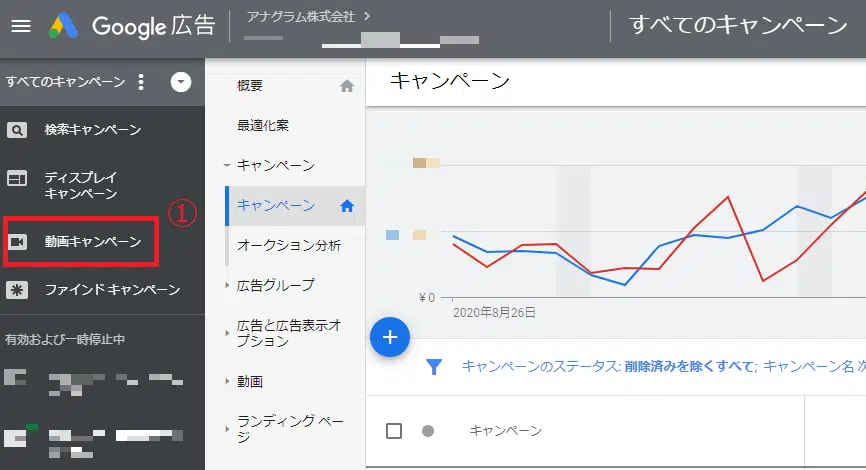 Google 広告
アナグラム株式会社
すべてのキャンペーン
すべてのキャンペーン
検索キャンペーン
ディスプレイ
キャンペーン
①
動画キャンペーン
ファインド キャンペーン
有効および一時停止中
概要
最適化案
キャンペーン
キャンペーン
オークション分析
広告グループ
広告と広告表示オ
プション
動画
ランディング ペー
ジ
キャンペーン
¥0
2020年8月26日
キャンペーンのステータス: 削除済みを除くすべて; キャンペーン名 次
キャンペーン